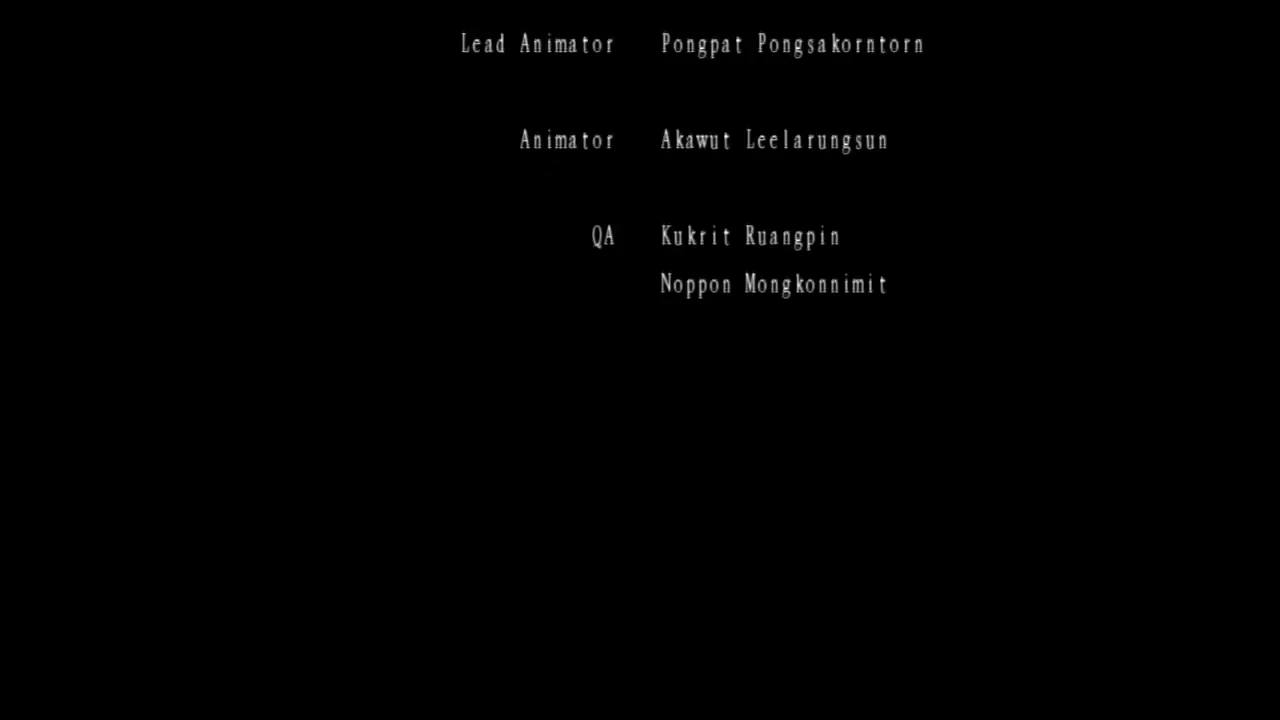 Lead Animator Pongpat Pongsakorntorn
Animator Akawut Leelarungsun
QA Kukrit Ruangpin
Noppon Mongkonnimit